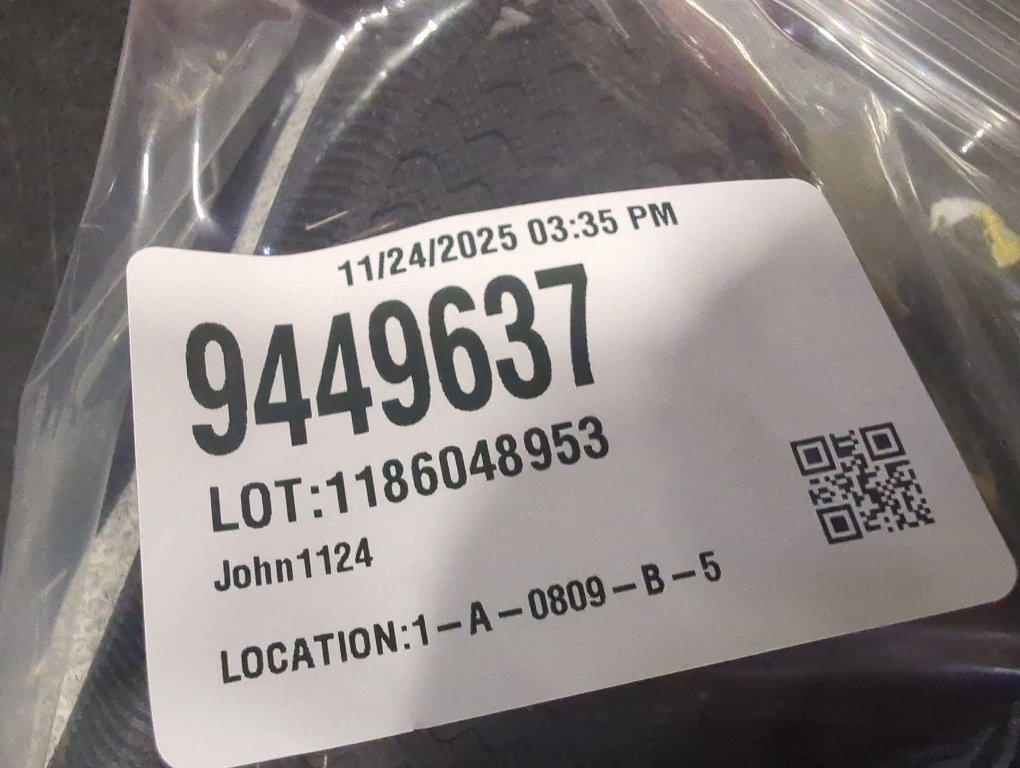 11/24/2025 03:35 PM
9449637
LOT:1186048953
John1124
LOCATION:1-A-0809-B-5